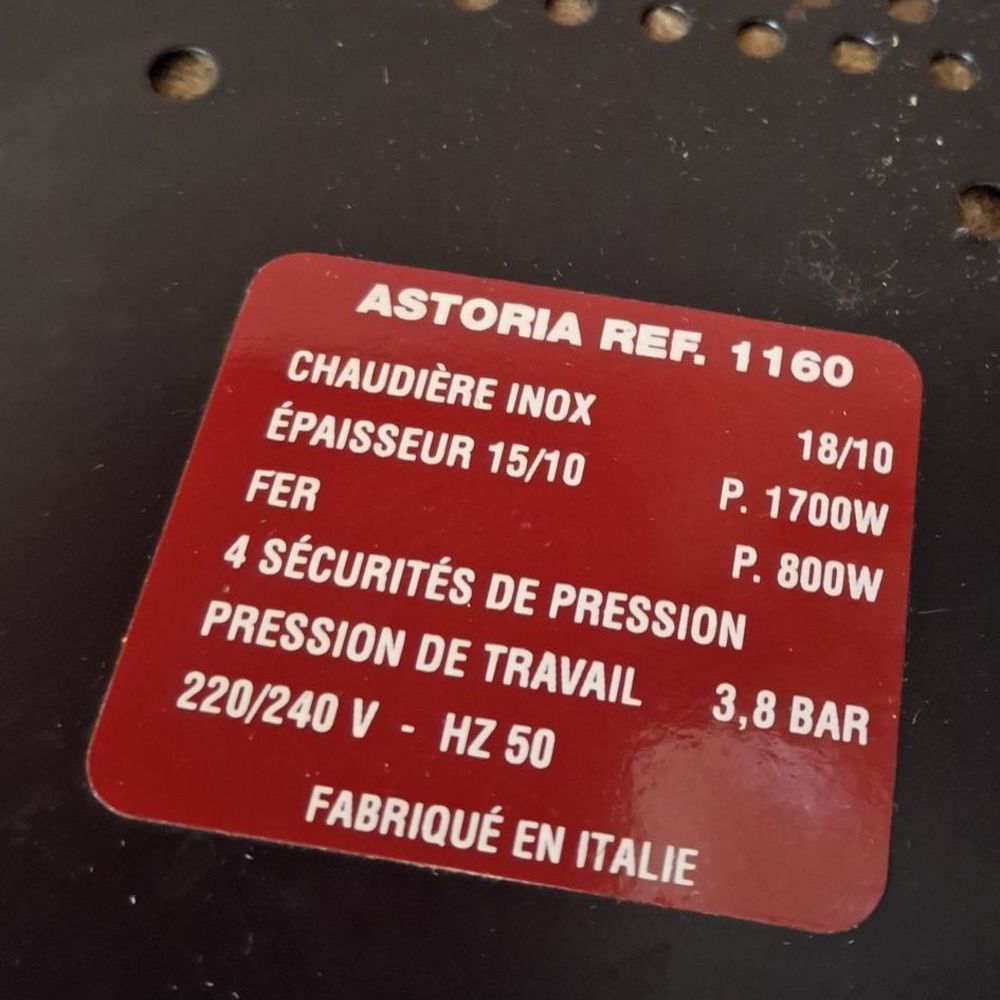 ASTORIA REF. 1160
CHAUDIÈRE INOX 18/10
ÉPAISSEUR 15/10 P. 1700W
FER P. 800W
4 SÉCURITÉS DE PRESSION
PRESSION DE TRAVAIL 3,8 BAR
220/240 V - HZ 50
FABRIQUÉ EN ITALIE